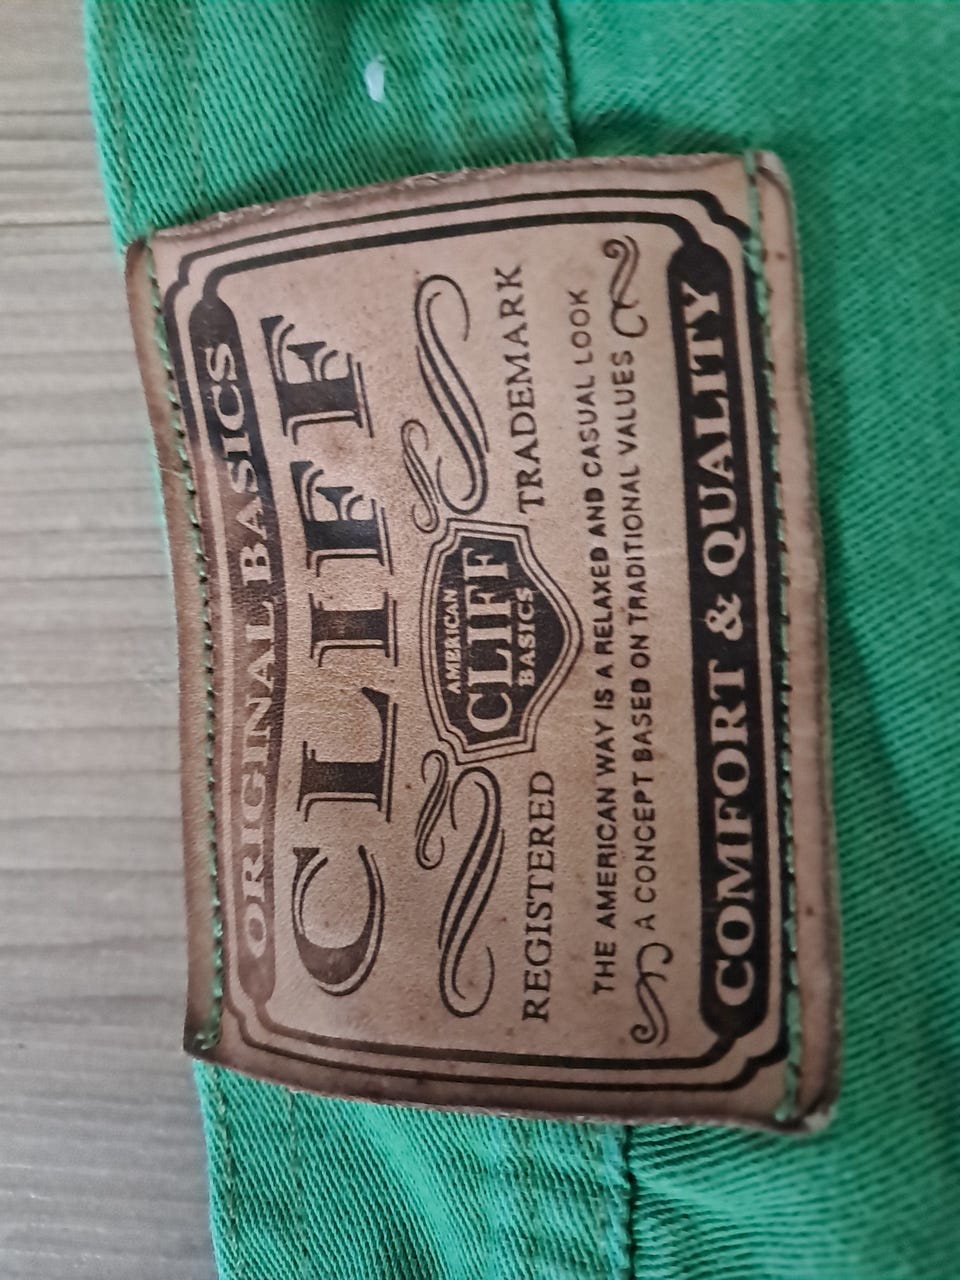 ORIGINAL BASICS
CLIFF
AMERICAN
CLIFF
BASICS
REGISTERED TRADEMARK
THE AMERICAN WAY IS A RELAXED AND CASUAL LOOK
A CONCEPT BASED ON TRADITIONAL VALUES
COMFORT & QUALITY